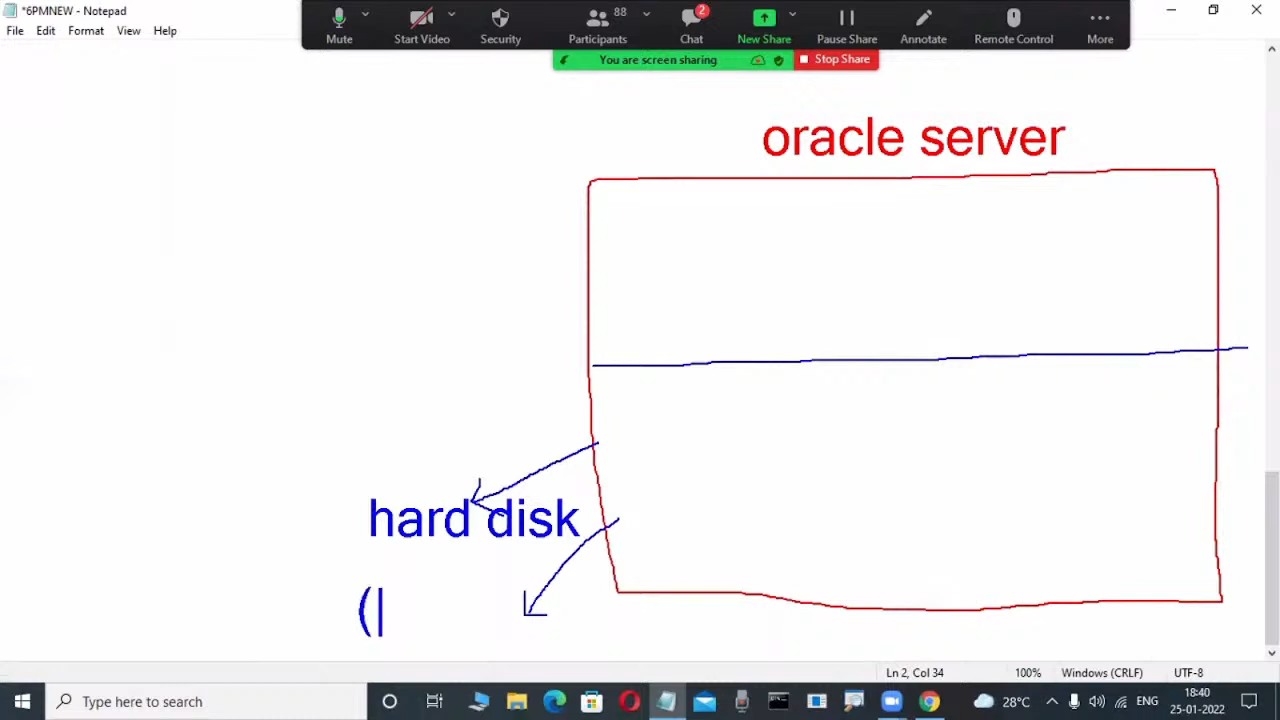 *6PMNEW - Notepad
File Edit Format View Help
Mute Start Video Security Participants 88 Chat 2 New Share Pause Share Annotate Remote Control More
You are screen sharing Stop Share
oracle server
hard disk
(
Ln 2, Col 34 100% Windows (CRLF) UTF-8
Type here to search
28°C ENG 18:40
25-01-2022